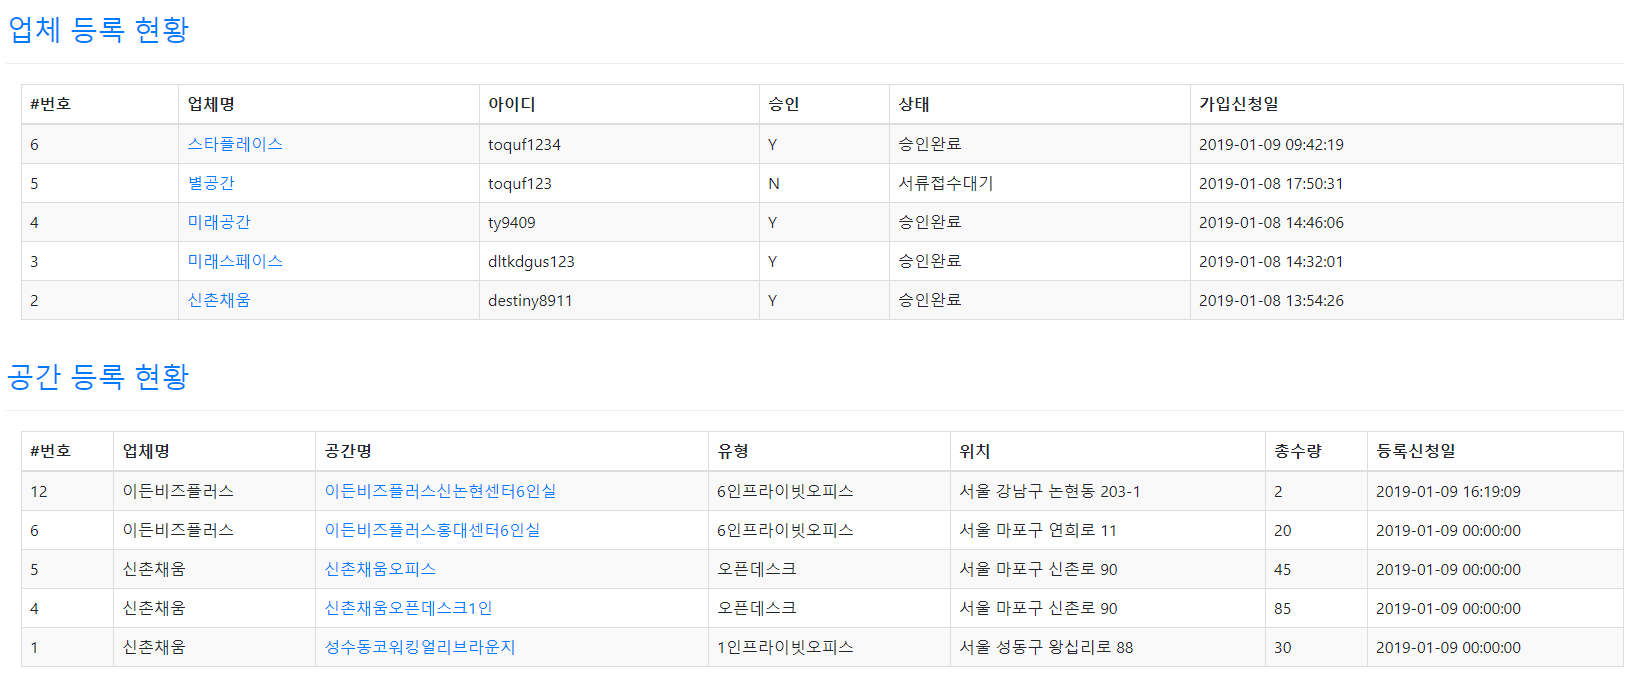 업체 등록 현황
#번호 업체명 아이디 승인 상태 가입신청일
6 스타플레이스 toquf1234 Y 승인완료 2019-01-09 09:42:19
5 별공간 toquf123 N 서류접수대기 2019-01-08 17:50:31
4 미래공간 ty9409 Y 승인완료 2019-01-08 14:46:06
3 미래스페이스 dltkdgus123 Y 승인완료 2019-01-08 14:32:01
2 신촌채움 destiny8911 Y 승인완료 2019-01-08 13:54:26
공간 등록 현황
#번호 업체명 공간명 유형 위치 총수량 등록신청일
12 이든비즈플러스 이든비즈플러스신논현센터6인실 6인프라이빗오피스 서울 강남구 논현동 203-1 2 2019-01-09 16:19:09
6 이든비즈플러스 이든비즈플러스홍대센터6인실 6인프라이빗오피스 서울 마포구 연희로 11 20 2019-01-09 00:00:00
5 신촌채움 신촌채움오피스 오픈데스크 서울 마포구 신촌로 90 45 2019-01-09 00:00:00
4 신촌채움 신촌채움오픈데스크1인 오픈데스크 서울 마포구 신촌로 90 85 2019-01-09 00:00:00
1 신촌채움 성수동코워킹얼리브라운지 1인프라이빗오피스 서울 성동구 왕십리로 88 30 2019-01-09 00:00:00